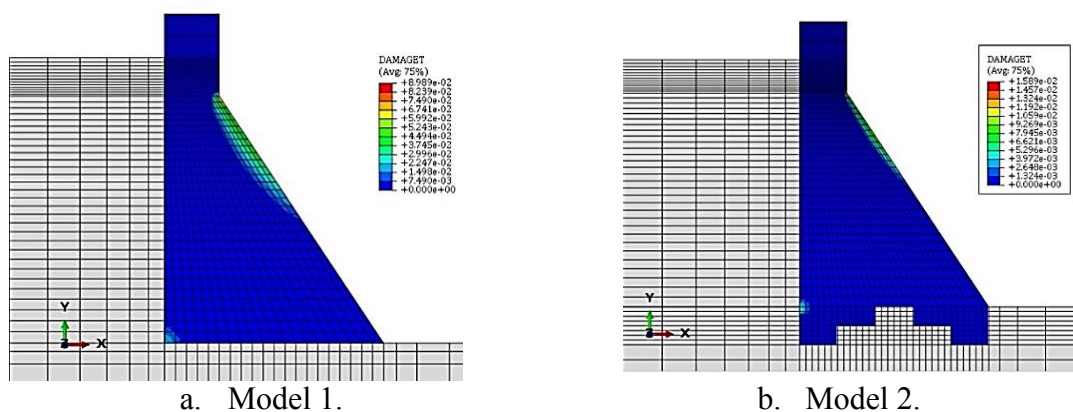 DAMAGET
(Avg: 75%)
+8.989e-02
+8.239e-02
+7.490e-02
+6.741e-02
+5.992e-02
+5.243e-02
+4.494e-02
+3.745e-02
+2.996e-02
+2.247e-02
+1.498e-02
+7.490e-03
+0.000e+00
Y
Z
X
DAMAGET
(Avg: 75%)
+1.589e-02
+1.457e-02
+1.324e-02
+1.192e-02
+1.059e-02
+9.269e-03
+7.945e-03
+6.621e-03
+5.296e-03
+3.972e-03
+2.648e-03
+1.324e-03
+0.000e+00
Y
Z
X
a. Model 1.
b. Model 2.